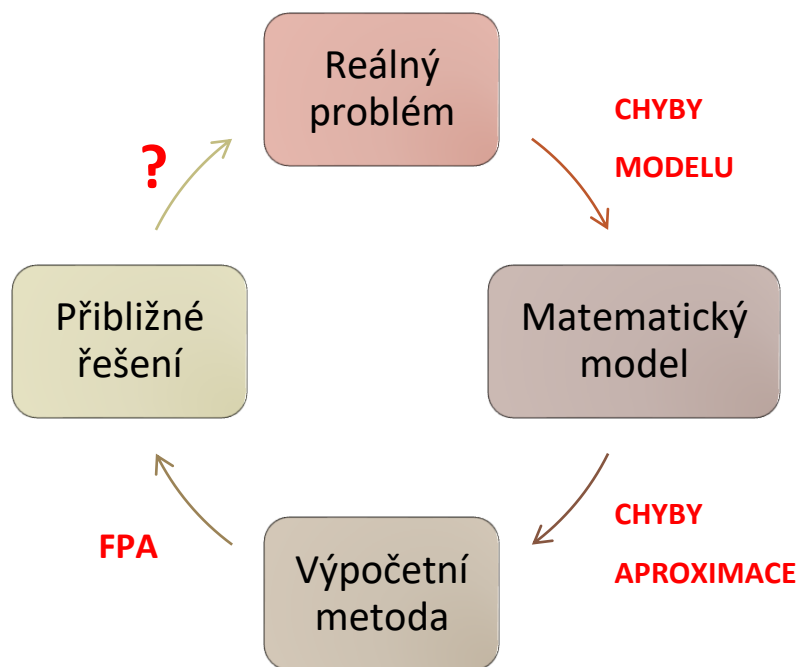 Reálný
problém
CHYBY
MODELU
?
Přibližné
řešení
Matematický
model
CHYBY
APROXIMACE
FPA
Výpočetní
metoda